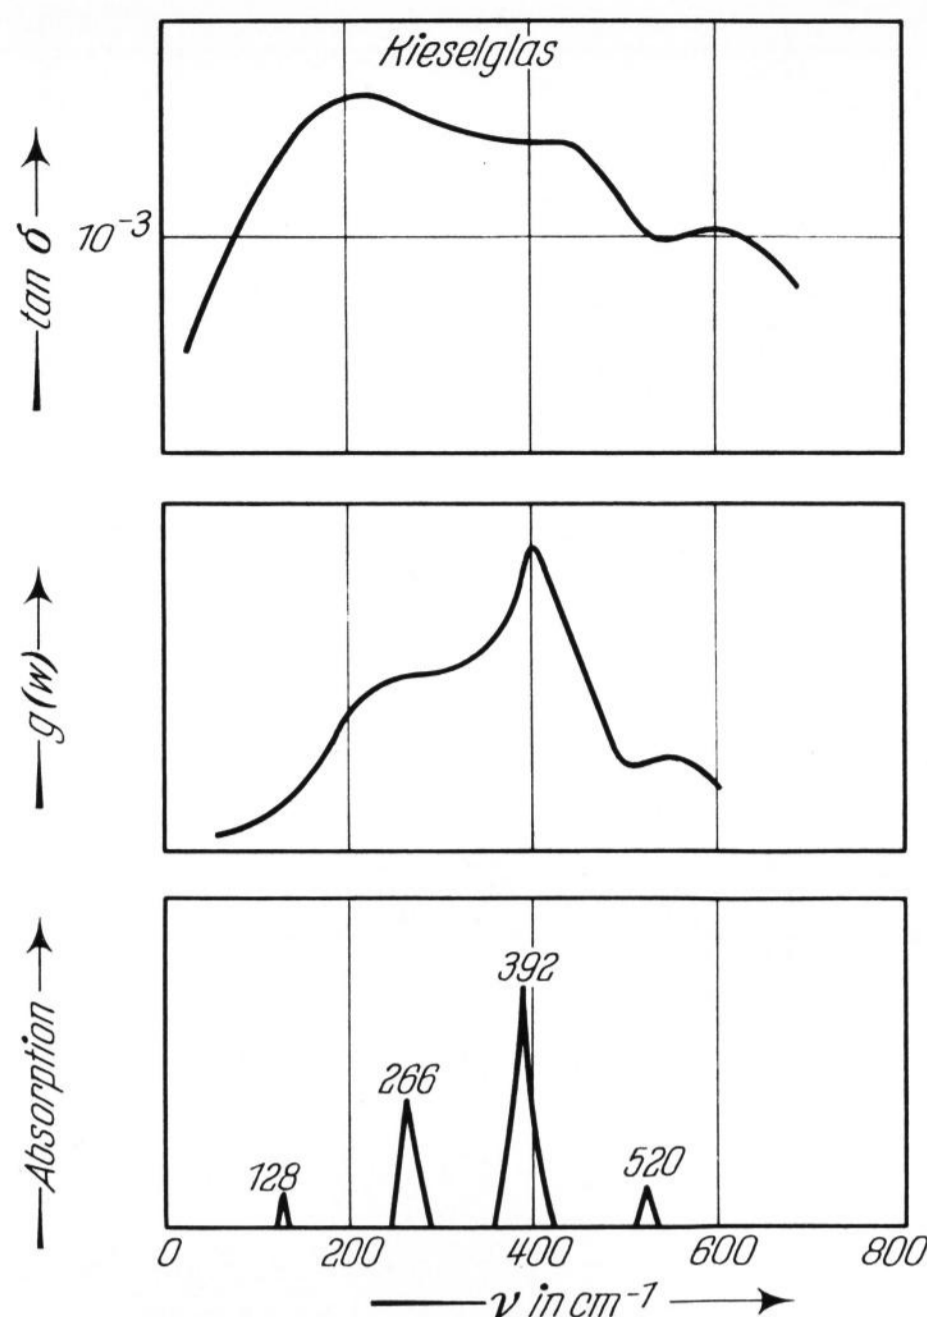 Kieselglas
tan δ
10⁻³
g(w)
Absorption
392
266
128
520
0 200 400 600 800
ν in cm⁻¹